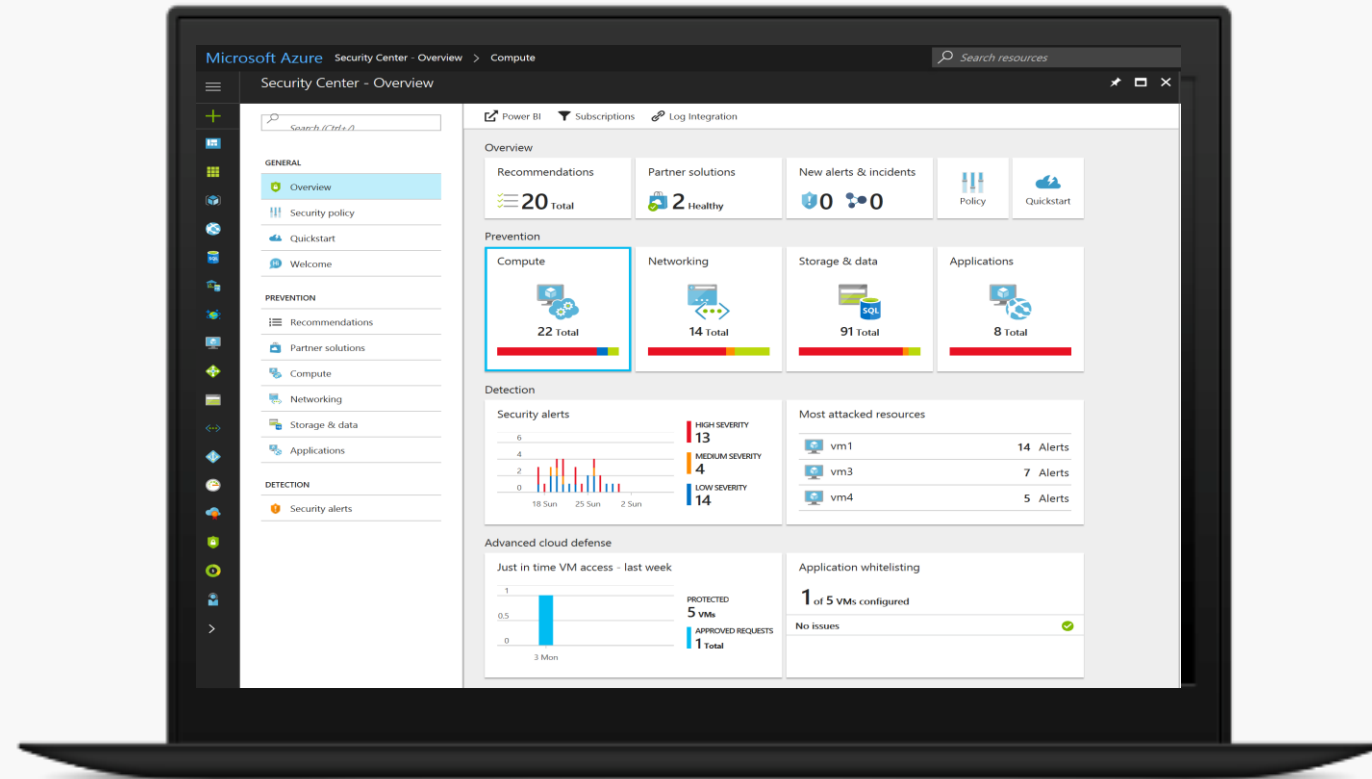 Microsoft Azure Security Center - Overview > Compute
Search resources
Security Center - Overview
Search (Ctrl+/)
GENERAL
Overview
Security policy
Quickstart
Welcome
PREVENTION
Recommendations
Partner solutions
Compute
Networking
Storage & data
Applications
DETECTION
Security alerts
Power BI Subscriptions Log Integration
Overview
Recommendations
20 Total
Partner solutions
2 Healthy
New alerts & incidents
0 0
Policy
Quickstart
Prevention
Compute
22 Total
Networking
14 Total
Storage & data
SQL
91 Total
Applications
8 Total
Detection
Security alerts
6
4
2
0
18 Sun 25 Sun 2 Sun
HIGH SEVERITY
13
MEDIUM SEVERITY
4
LOW SEVERITY
14
Most attacked resources
vm1 14 Alerts
vm3 7 Alerts
vm4 5 Alerts
Advanced cloud defense
Just in time VM access - last week
1
0.5
0
3 Mon
PROTECTED
5 VMs
APPROVED REQUESTS
1 Total
Application whitelisting
1 of 5 VMs configured
No issues